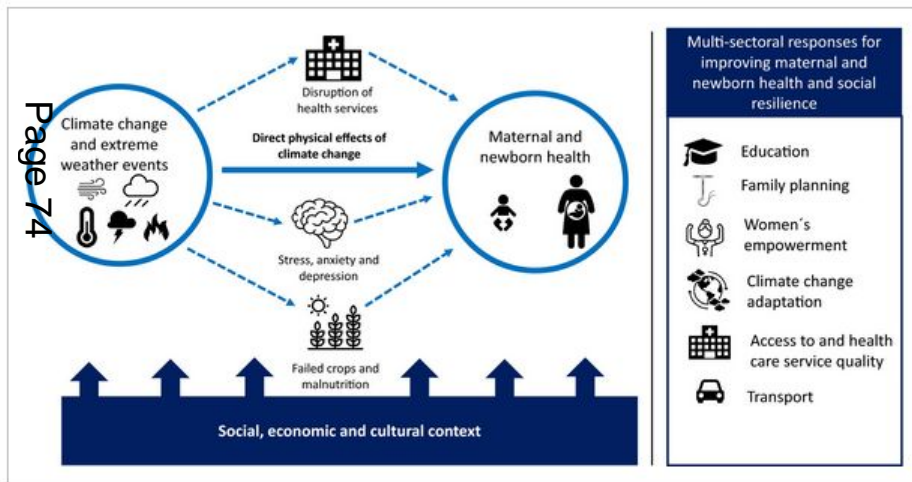 Page 74
Climate change
and extreme
weather events
Disruption of
health services
Direct physical effects of
climate change
Stress, anxiety and
depression
Failed crops and
malnutrition
Maternal and
newborn health
Social, economic and cultural context
Multi-sectoral responses for
improving maternal and
newborn health and social
resilience
Education
Family planning
Women´s
empowerment
Climate change
adaptation
Access to and health
care service quality
Transport